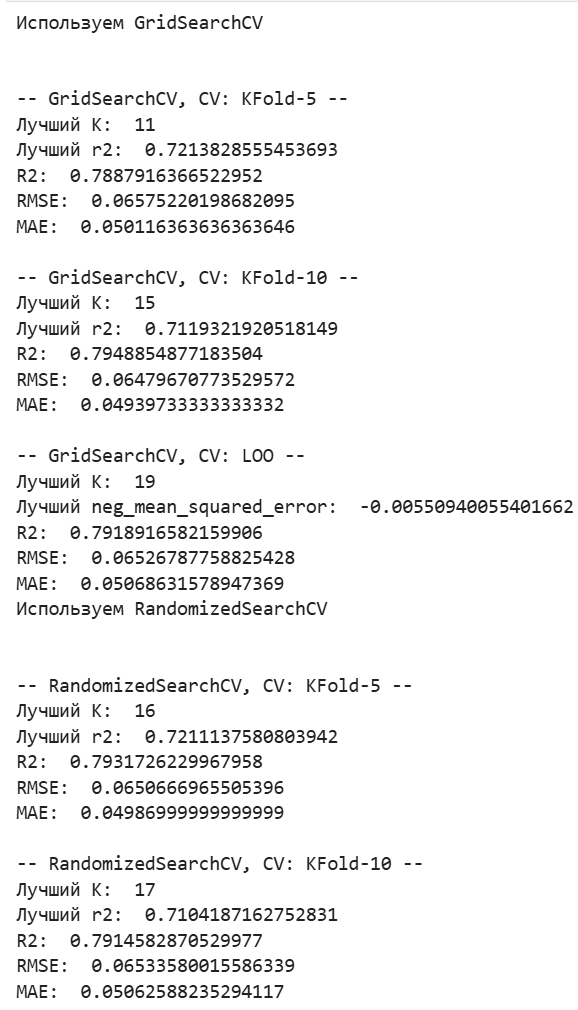 Используем GridSearchCV
-- GridSearchCV, CV: KFold-5 --
Лучший K:  11
Лучший r2:  0.7213828555453693
R2:  0.7887916366522952
RMSE:  0.06575220198682095
MAE:  0.050116363636363646
-- GridSearchCV, CV: KFold-10 --
Лучший K:  15
Лучший r2:  0.7119321920518149
R2:  0.7948854877183504
RMSE:  0.06479670773529572
MAE:  0.04939733333333332
-- GridSearchCV, CV: LOO --
Лучший K:  19
Лучший neg_mean_squared_error:  -0.00550940055401662
R2:  0.7918916582159906
RMSE:  0.06526787758825428
MAE:  0.05068631578947369
Используем RandomizedSearchCV
-- RandomizedSearchCV, CV: KFold-5 --
Лучший K:  16
Лучший r2:  0.7211137580803942
R2:  0.7931726229967958
RMSE:  0.0650666965505396
MAE:  0.04986999999999999
-- RandomizedSearchCV, CV: KFold-10 --
Лучший K:  17
Лучший r2:  0.7104187162752831
R2:  0.7914582870529977
RMSE:  0.06533580015586339
MAE:  0.05062588235294117